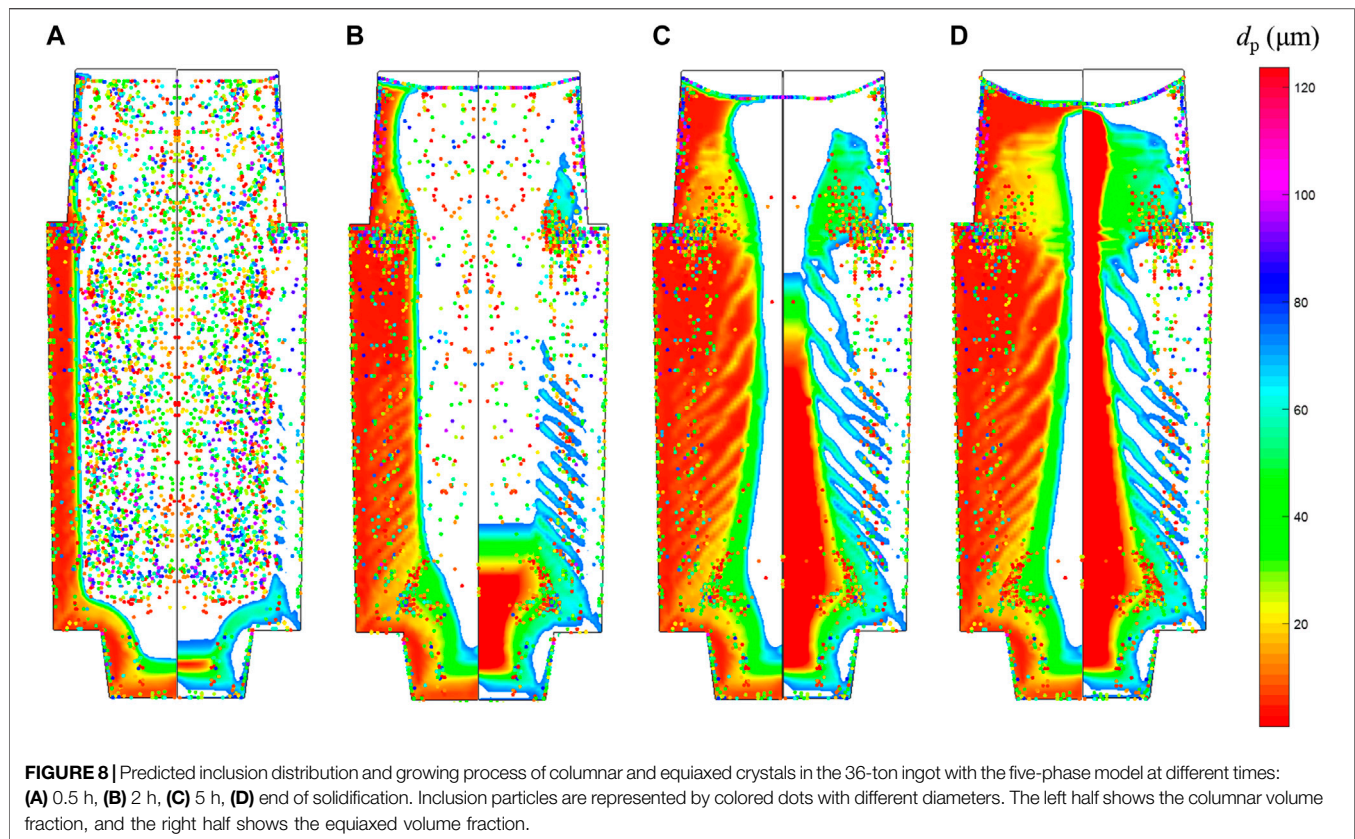 A
B
C
D
dp (μm)
120
100
80
60
40
20
FIGURE 8 | Predicted inclusion distribution and growing process of columnar and equiaxed crystals in the 36-ton ingot with the five-phase model at different times:
(A) 0.5 h, (B) 2 h, (C) 5 h, (D) end of solidification. Inclusion particles are represented by colored dots with different diameters. The left half shows the columnar volume
fraction, and the right half shows the equiaxed volume fraction.